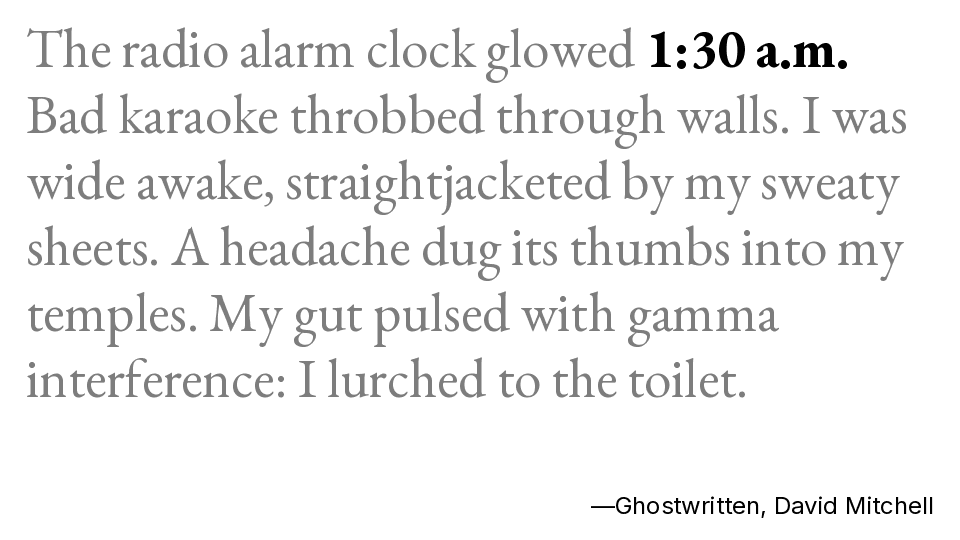 The radio alarm clock glowed 1:30 a.m.
Bad karaoke throbbed through walls. I was
wide awake, straightjacketed by my sweaty
sheets. A headache dug its thumbs into my
temples. My gut pulsed with gamma
interference: I lurched to the toilet.
—Ghostwritten, David Mitchell